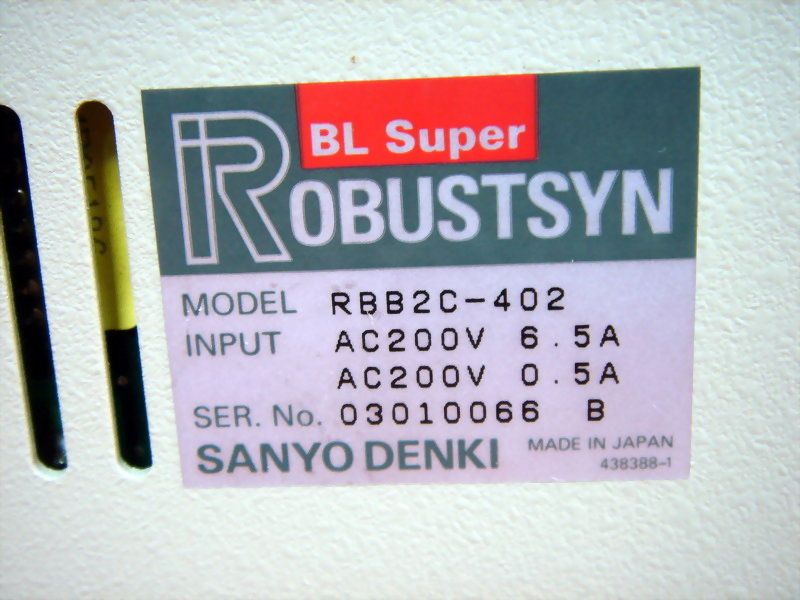 BL Super
ROBUSTSYN
MODEL RBB2C-402
INPUT AC200V 6.5A
AC200V 0.5A
SER. No. 03010066 B
SANYO DENKI MADE IN JAPAN
438388-1